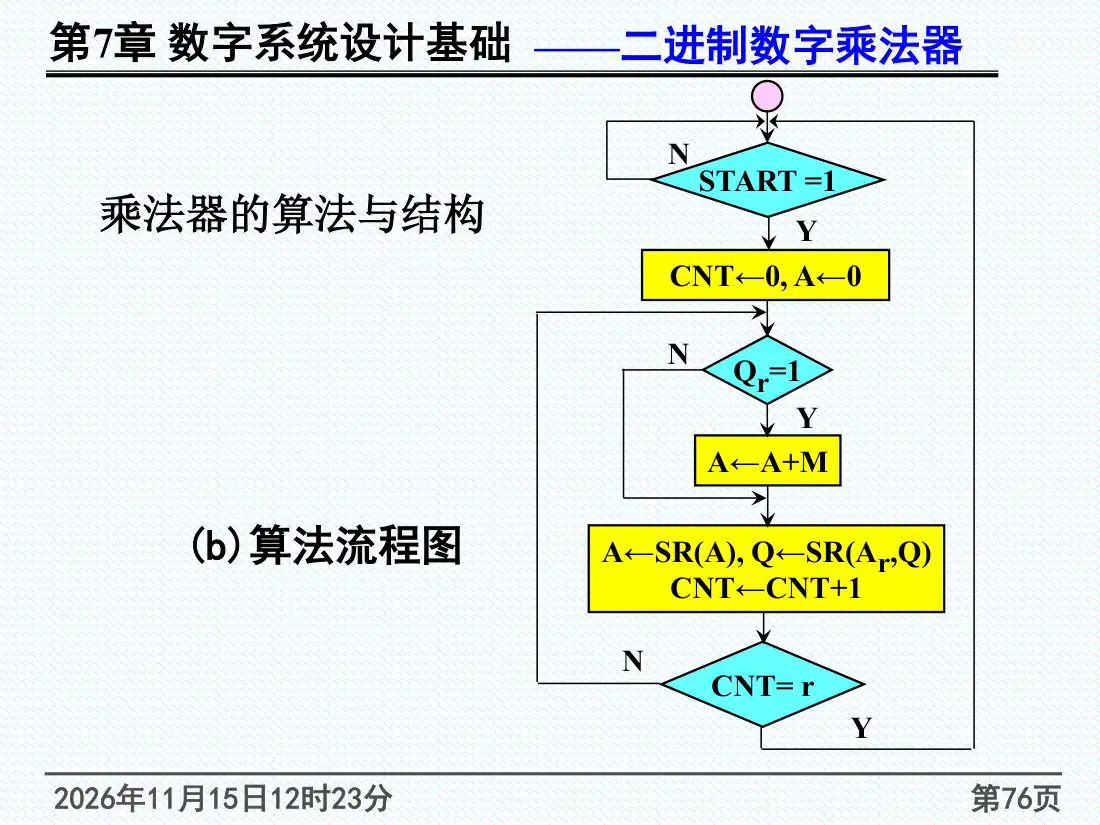 第7章 数字系统设计基础 ——二进制数字乘法器
N
START =1
乘法器的算法与结构
Y
CNT←0, A←0
N
Qr=1
Y
A←A+M
(b)算法流程图
A←SR(A), Q←SR(Ar,Q)
CNT←CNT+1
N
CNT= r
Y
2026年11月15日12时23分
第76页